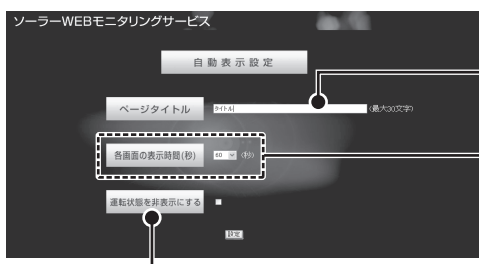 ソーラーWEBモニタリングサービス
自動表示設定
ページタイトル タイトル (最大30文字)
各画面の表示時間(秒) 60 (秒)
運転状態を非表示にする
設定